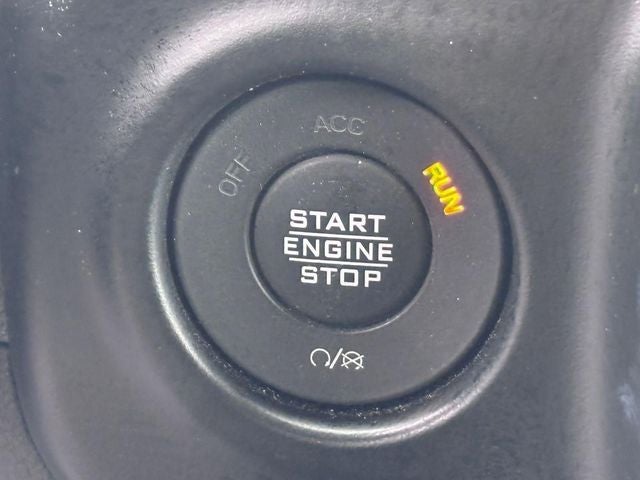 ACC
OFF
RUN
START
ENGINE
STOP